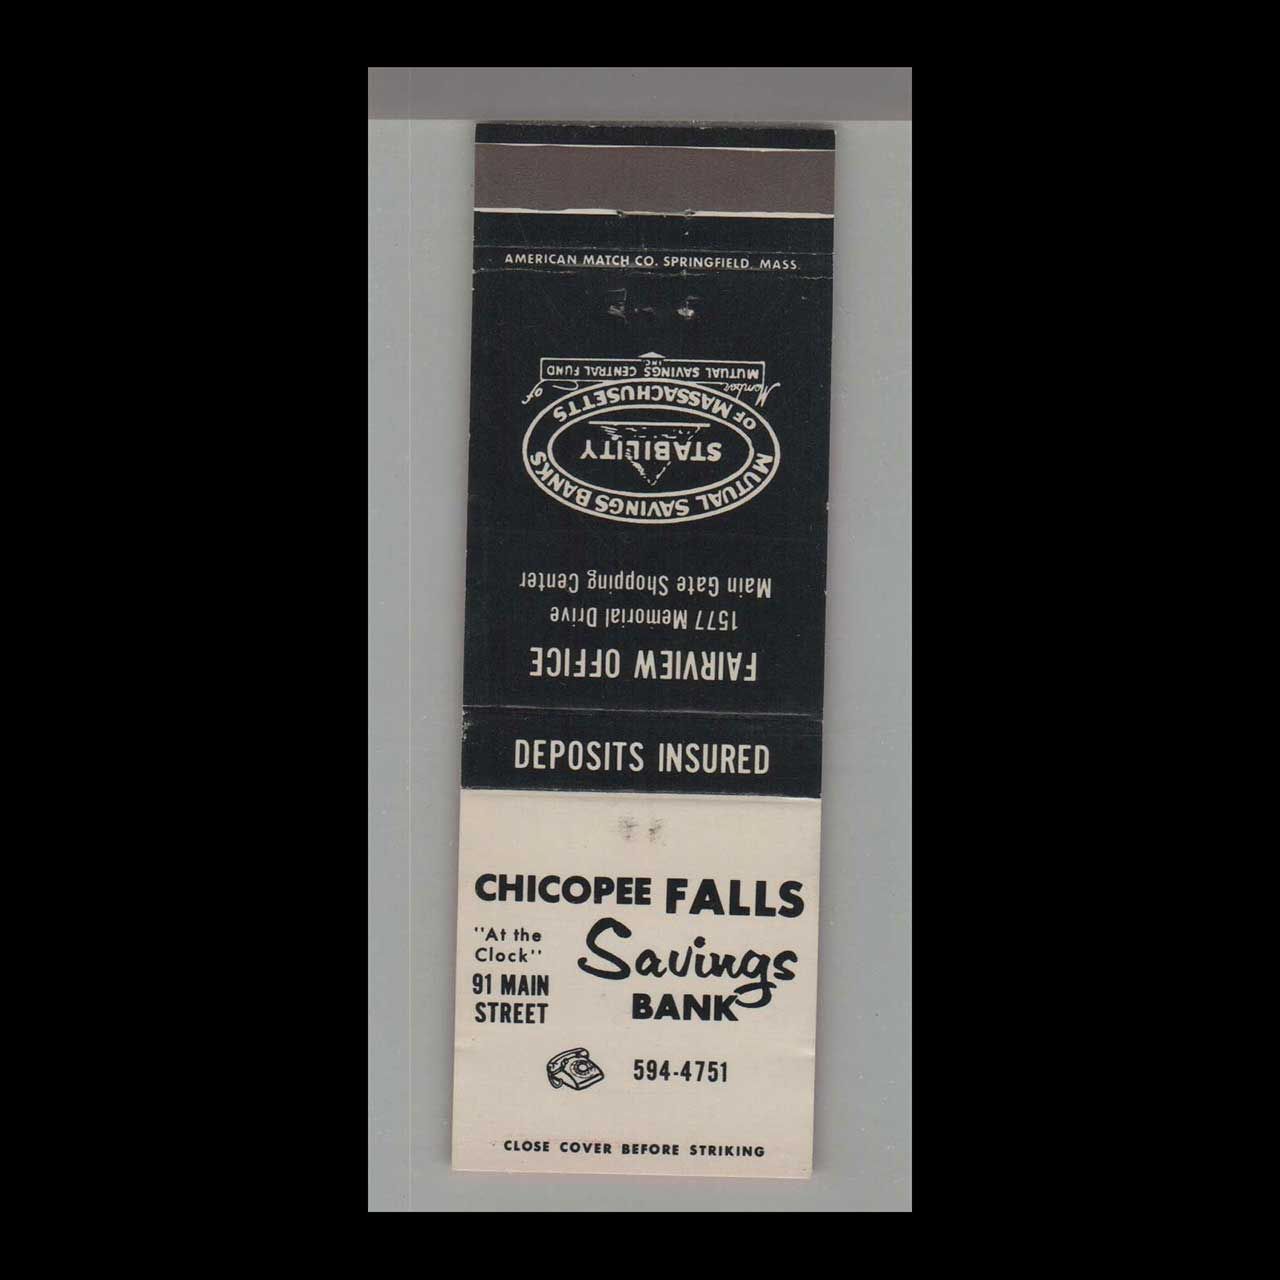 AMERICAN MATCH CO. SPRINGFIELD, MASS.
FAIRVIEW OFFICE
1577 Memorial Drive
Main Gate Shopping Center
MUTUAL SAVINGS BANKS
STABILITY
OF MASSACHUSETTS
Member of
MUTUAL SAVINGS CENTRAL FUND
INC.
DEPOSITS INSURED
CHICOPEE FALLS
Savings
BANK
"At the
Clock"
91 MAIN
STREET
594-4751
CLOSE COVER BEFORE STRIKING